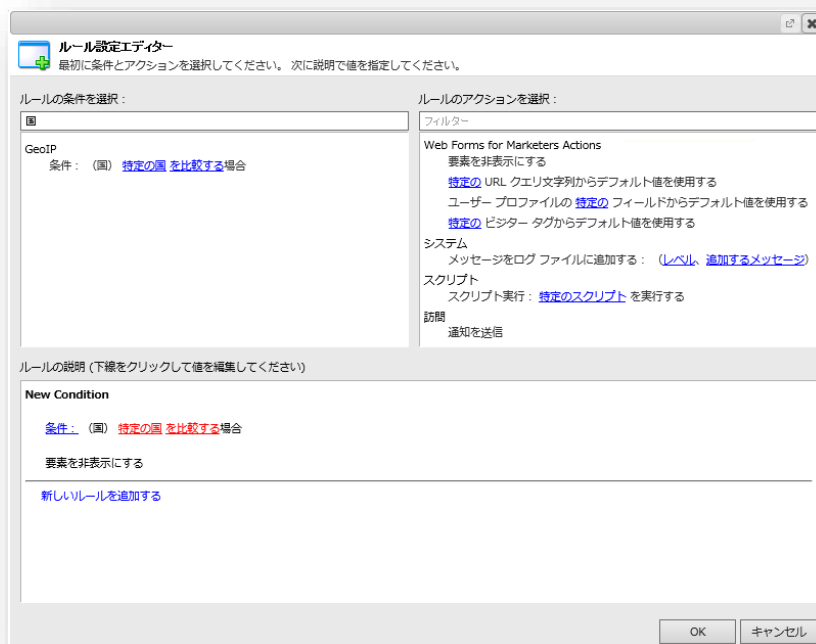 ルール設定エディター
最初に条件とアクションを選択してください。 次に説明で値を指定してください。
ルールの条件を選択：
国
GeoIP
条件： （国） 特定の国 を比較する場合
ルールのアクションを選択：
フィルター
Web Forms for Marketers Actions
要素を非表示にする
特定の URL クエリ文字列からデフォルト値を使用する
ユーザー プロファイルの 特定の フィールドからデフォルト値を使用する
特定の ビジター タグからデフォルト値を使用する
システム
メッセージをログ ファイルに追加する： （レベル、追加するメッセージ）
スクリプト
スクリプト実行： 特定のスクリプト を実行する
訪問
通知を送信
ルールの説明 (下線をクリックして値を編集してください)
New Condition
条件： （国） 特定の国 を比較する場合
要素を非表示にする
新しいルールを追加する
OK
キャンセル